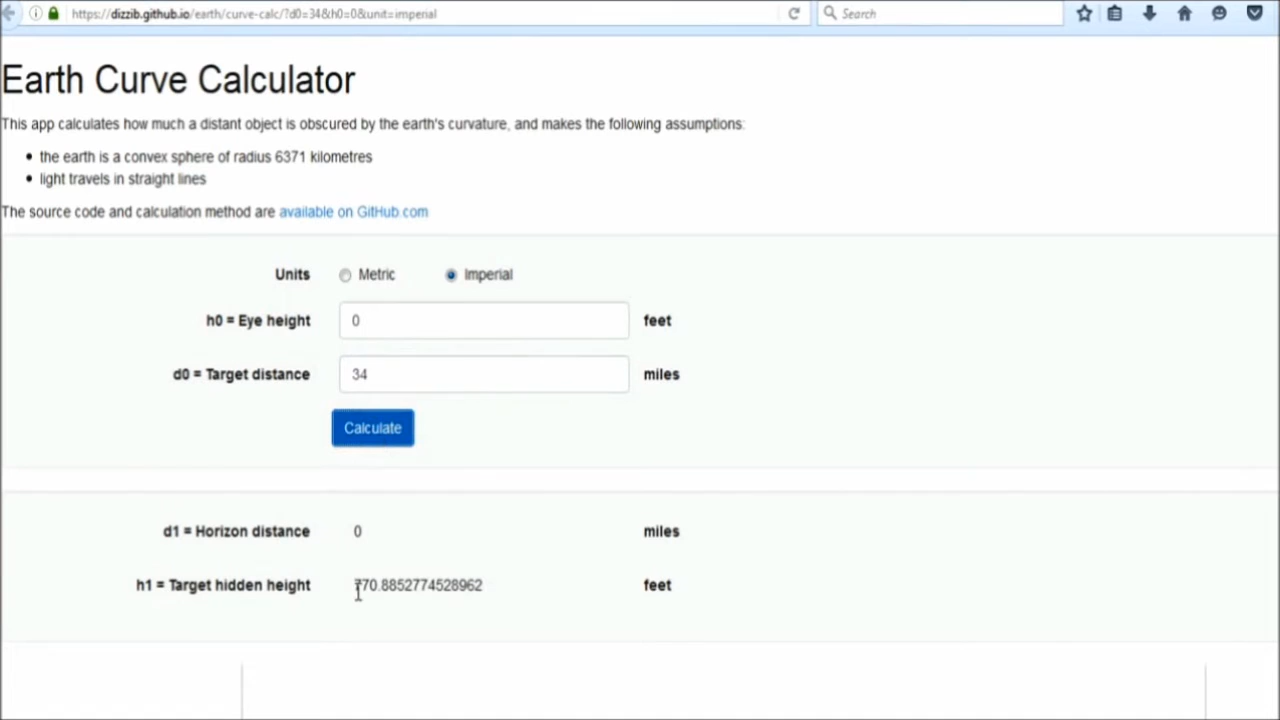 https://dizzib.github.io/earth/curve-calc/?d0=34&h0=0&unit=imperial
Search
Earth Curve Calculator
This app calculates how much a distant object is obscured by the earth's curvature, and makes the following assumptions:
• the earth is a convex sphere of radius 6371 kilometres
• light travels in straight lines
The source code and calculation method are available on GitHub.com
Units Metric Imperial
h0 = Eye height 0 feet
d0 = Target distance 34 miles
Calculate
d1 = Horizon distance 0 miles
h1 = Target hidden height 770.8852774528962 feet